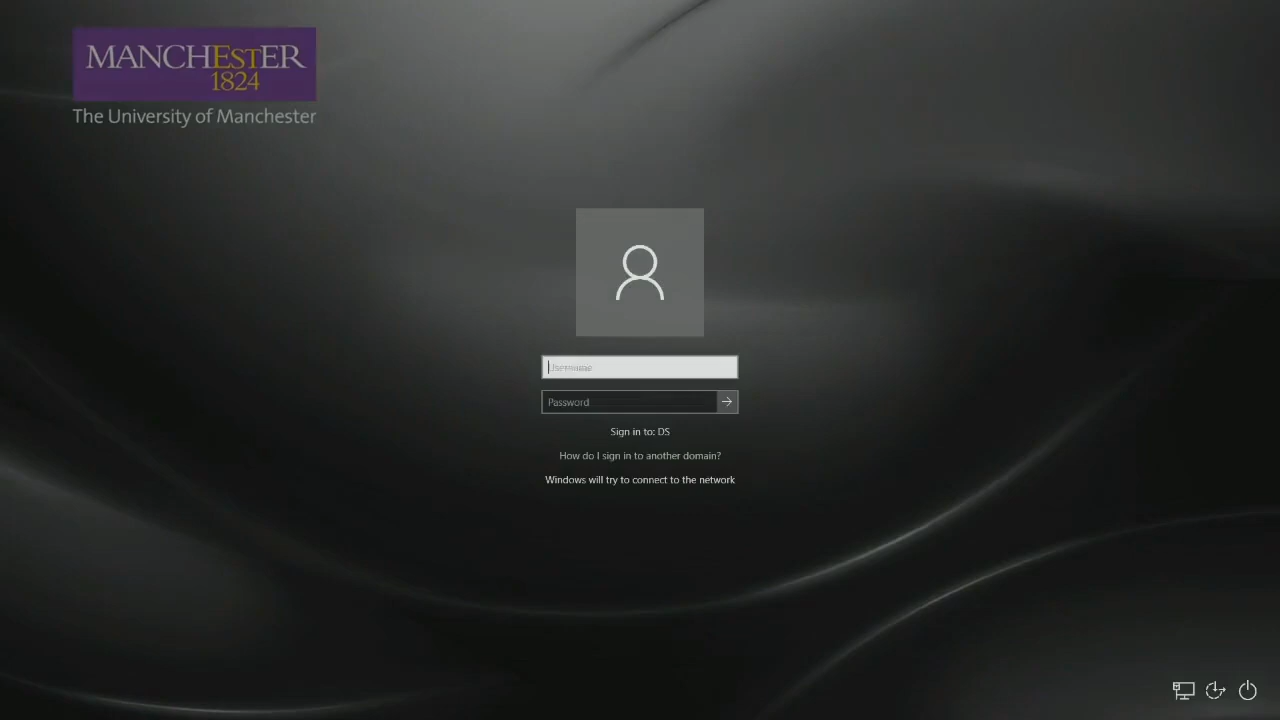 MANCHESTER
1824
The University of Manchester
Username
Password
Sign in to: DS
How do I sign in to another domain?
Windows will try to connect to the network